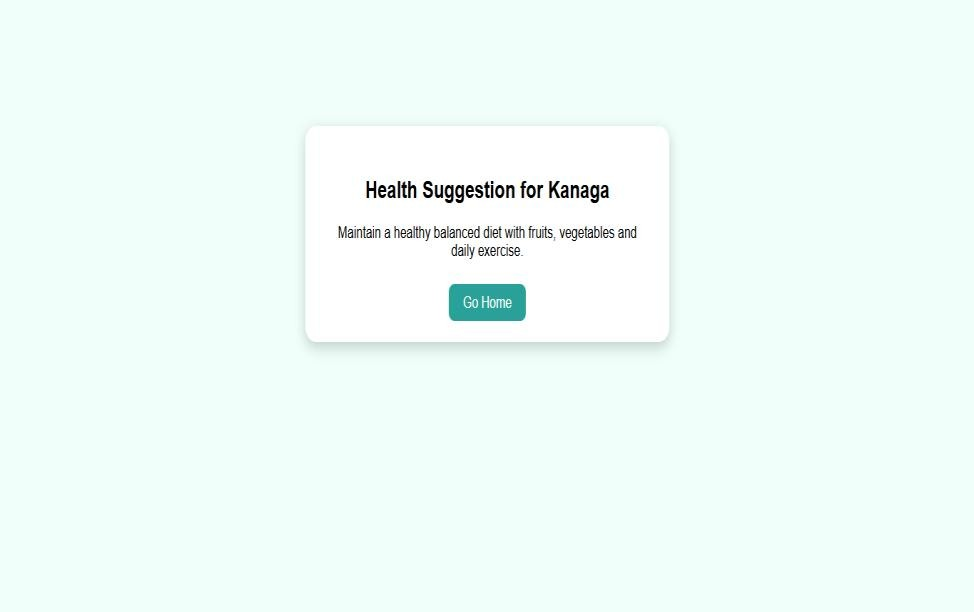 Health Suggestion for Kanaga
Maintain a healthy balanced diet with fruits, vegetables and
daily exercise.
Go Home